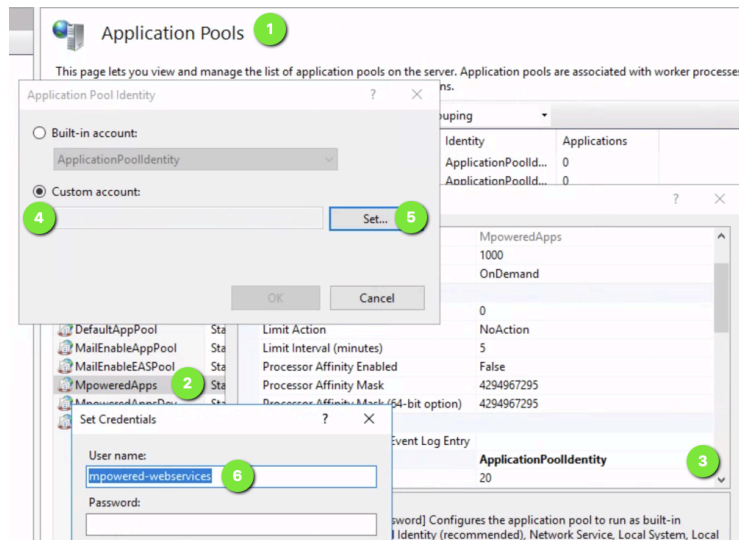 Application Pools 1
This page lets you view and manage the list of application pools on the server. Application pools are associated with worker processes
ns.
Application Pool Identity ?
Built-in account:
ApplicationPoolIdentity
Custom account:
4
Set... 5
OK Cancel
uping
Identity Applications
ApplicationPoolId... 0
ApplicationPoolId... 0
?
MpoweredApps
1000
OnDemand
0
DefaultAppPool Sta Limit Action NoAction
MailEnableAppPool Sta Limit Interval (minutes) 5
MailEnableEASPool Sta Processor Affinity Enabled False
MpoweredApps 2 Sta Processor Affinity Mask 4294967295
MpoweredAppsDev Sta Processor Affinity Mask (64-bit option) 4294967295
Event Log Entry
ApplicationPoolIdentity 3
20
Set Credentials ?
User name:
mpowered-webservices 6
Password:
sword] Configures the application pool to run as built-in
Identity (recommended), Network Service, Local System, Local